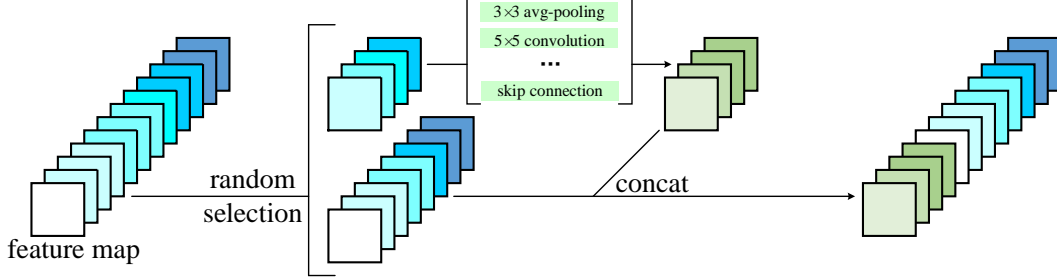 3×3 avg-pooling
5×5 convolution
...
skip connection
random
selection
concat
feature map